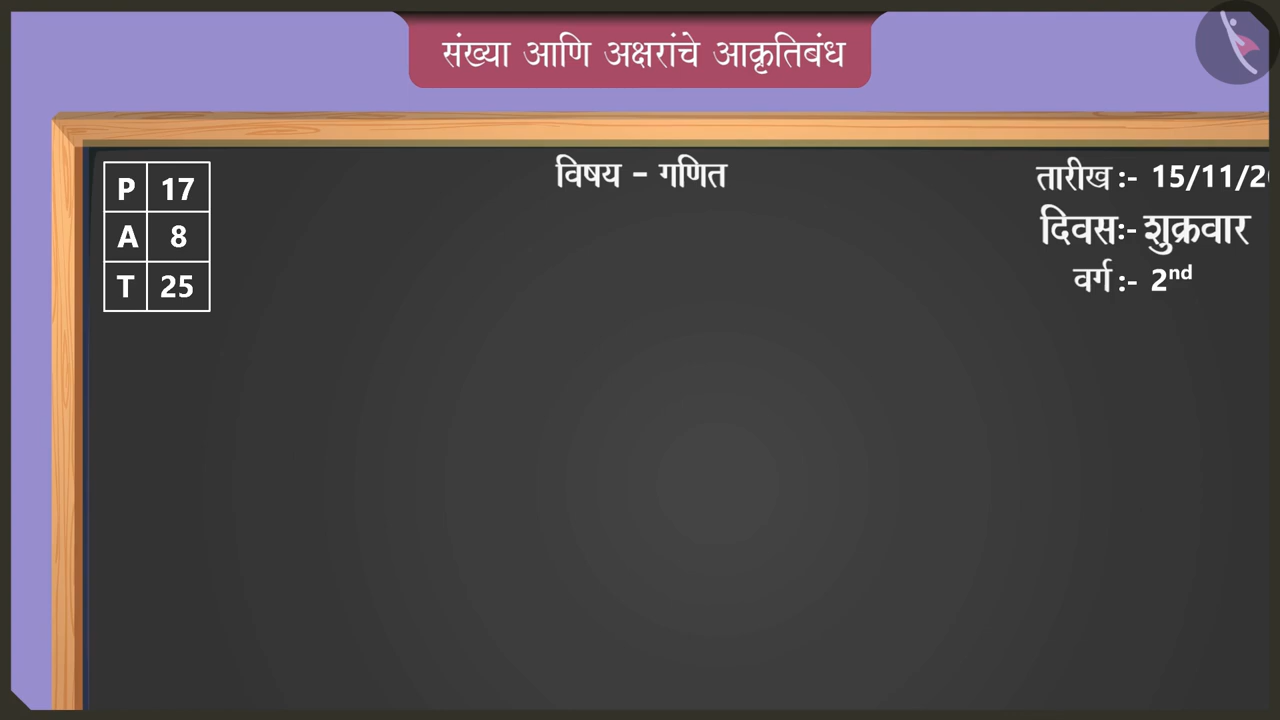 संख्या आणि अक्षरांचे आकृतिबंध
विषय - गणित
तारीख :- 15/11/2
दिवसः- शुक्रवार
वर्ग :- 2nd
P 17
A 8
T 25